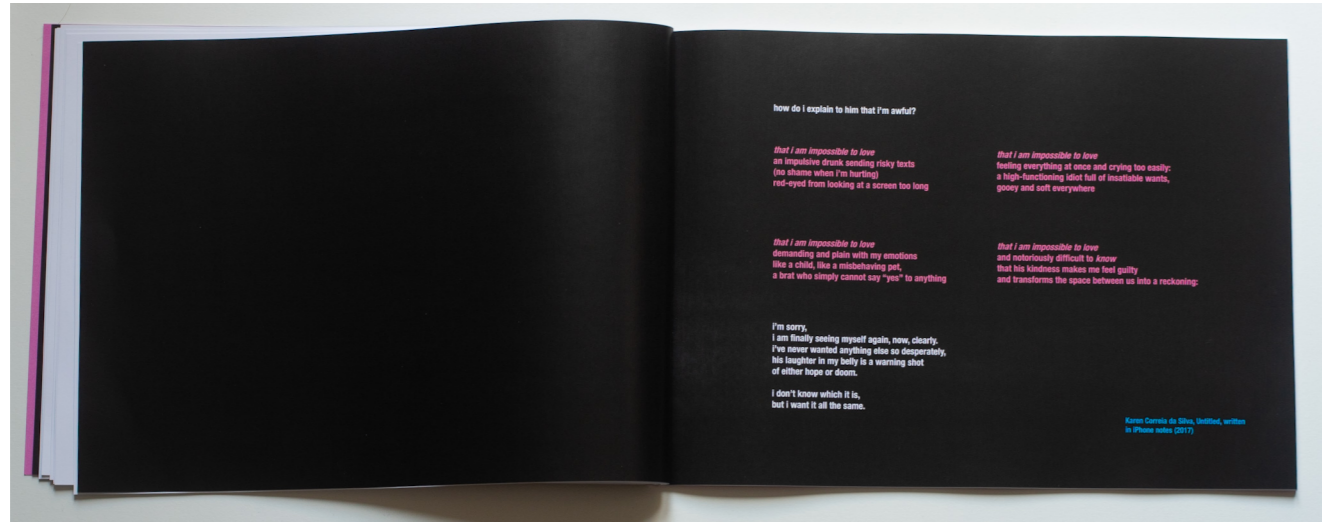 how do i explain to him that i'm awful?
that i am impossible to love
an impulsive drunk sending risky texts
(no shame when i'm hurting)
red-eyed from looking at a screen too long
that i am impossible to love
feeling everything at once and crying too easily:
a high-functioning idiot full of insatiable wants,
gooey and soft everywhere
that i am impossible to love
demanding and plain with my emotions
like a child, like a misbehaving pet,
a brat who simply cannot say "yes" to anything
that i am impossible to love
and notoriously difficult to know
that his kindness makes me feel guilty
and transforms the space between us into a reckoning:
i'm sorry,
i am finally seeing myself again, now, clearly.
i've never wanted anything else so desperately,
his laughter in my belly is a warning shot
of either hope or doom.
i don't know which it is,
but i want it all the same.
Karen Correia da Silva, Untitled, written
in iPhone notes (2017)